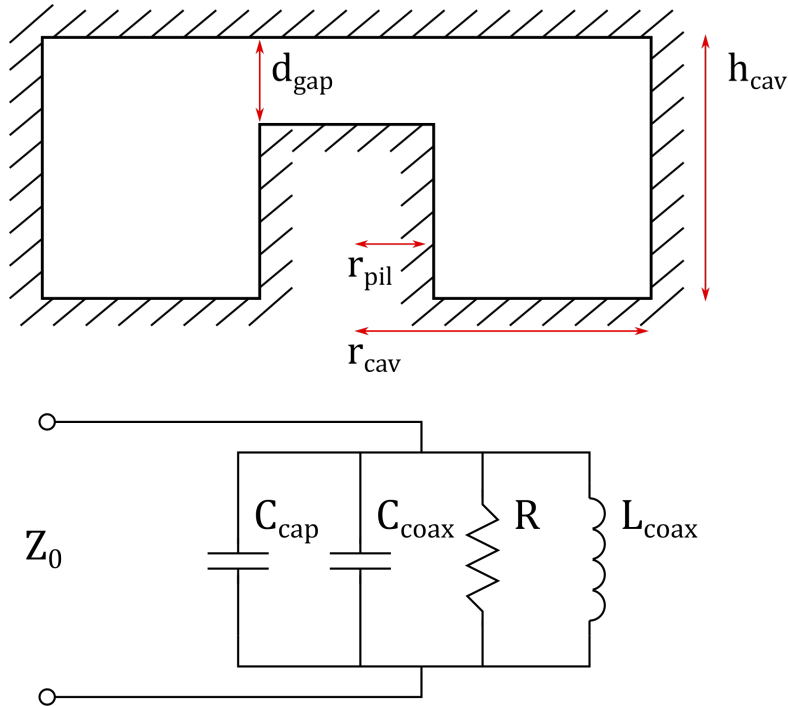 d_gap
h_cav
r_pil
r_cav
C_cap
C_coax
R
L_coax
Z_0